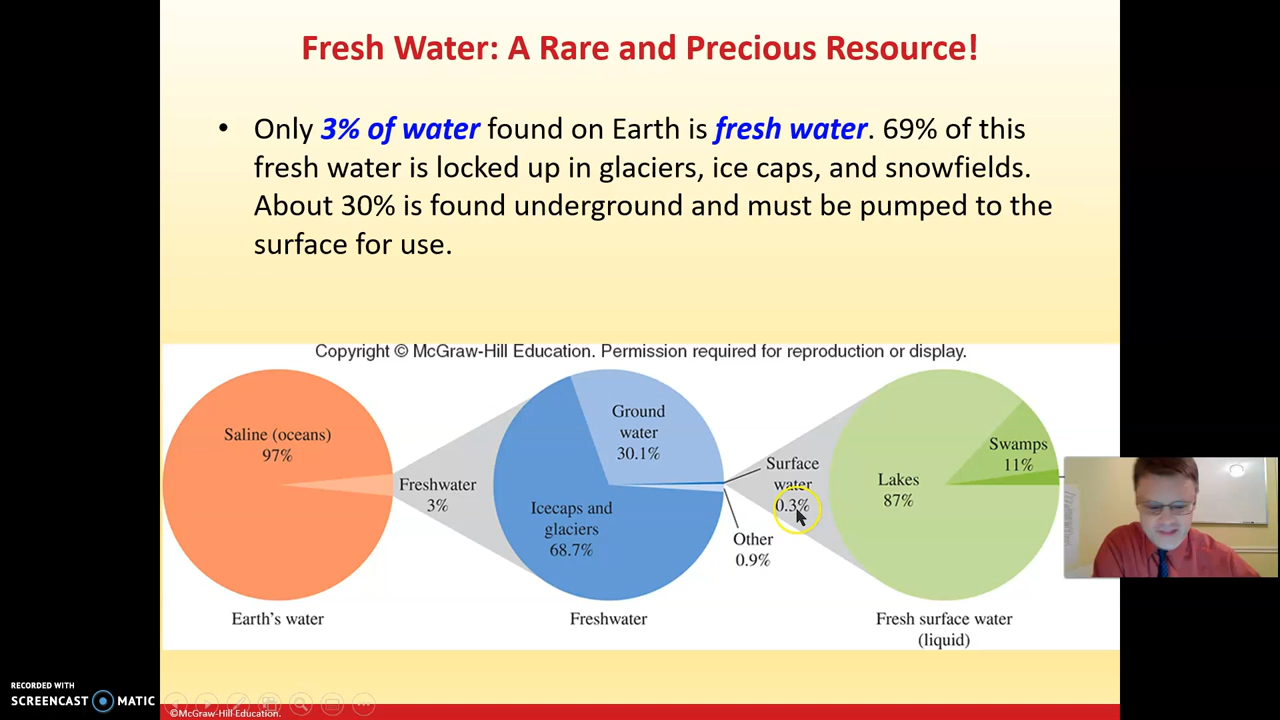 Fresh Water: A Rare and Precious Resource!
• Only 3% of water found on Earth is fresh water. 69% of this
fresh water is locked up in glaciers, ice caps, and snowfields.
About 30% is found underground and must be pumped to the
surface for use.
Copyright © McGraw-Hill Education. Permission required for reproduction or display.
Saline (oceans)
97%
Freshwater
3%
Earth's water
Ground
water
30.1%
Icecaps and
glaciers
68.7%
Freshwater
Surface
water
0.3%
Other
0.9%
Lakes
87%
Swamps
11%
Fresh surface water
(liquid)
RECORDED WITH
SCREENCAST MATIC
©McGraw-Hill Education.